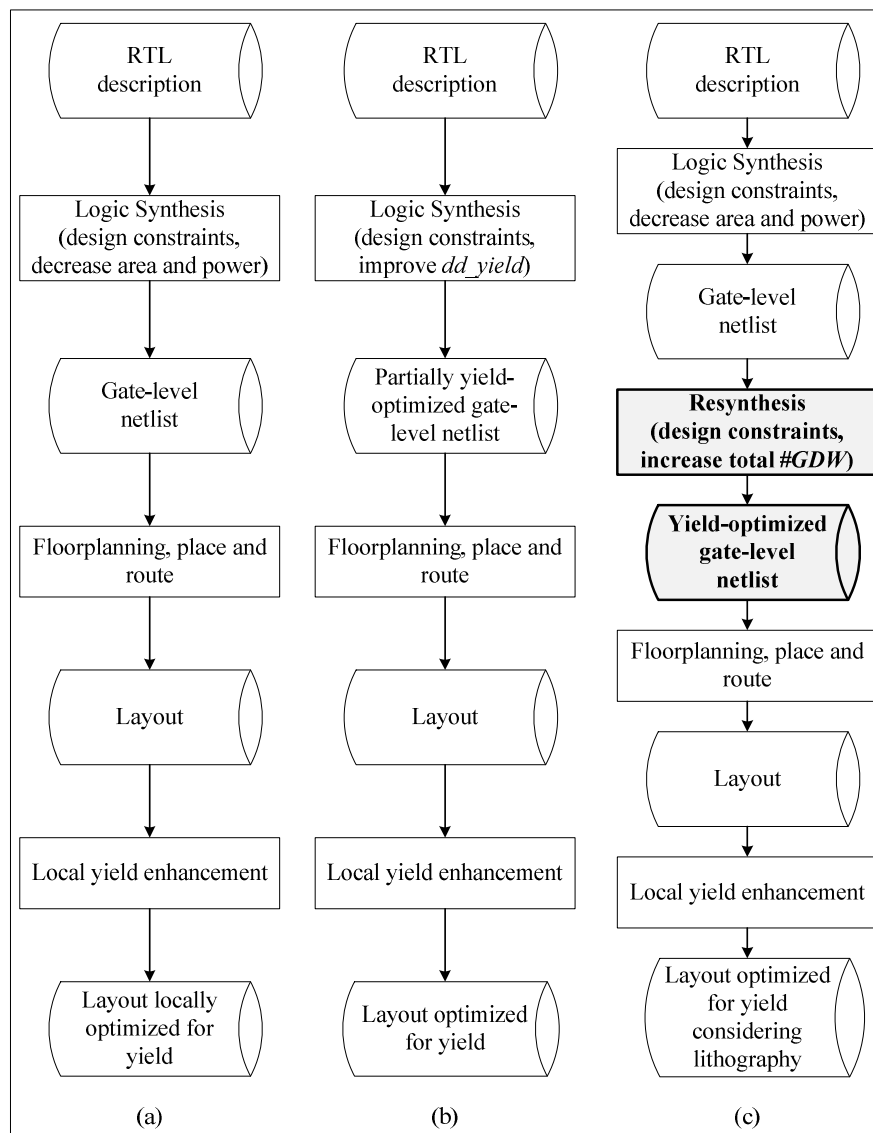 RTL
description
Logic Synthesis
(design constraints,
decrease area and power)
Gate-level
netlist
Floorplanning, place and
route
Layout
Local yield enhancement
Layout locally
optimized for
yield
(a)
RTL
description
Logic Synthesis
(design constraints,
improve dd_yield)
Partially yield-
optimized gate-
level netlist
Floorplanning, place and
route
Layout
Local yield enhancement
Layout optimized
for yield
(b)
RTL
description
Logic Synthesis
(design constraints,
decrease area and power)
Gate-level
netlist
Resynthesis
(design constraints,
increase total #GDW)
Yield-optimized
gate-level
netlist
Floorplanning, place and
route
Layout
Local yield enhancement
Layout optimized
for yield
considering
lithography
(c)